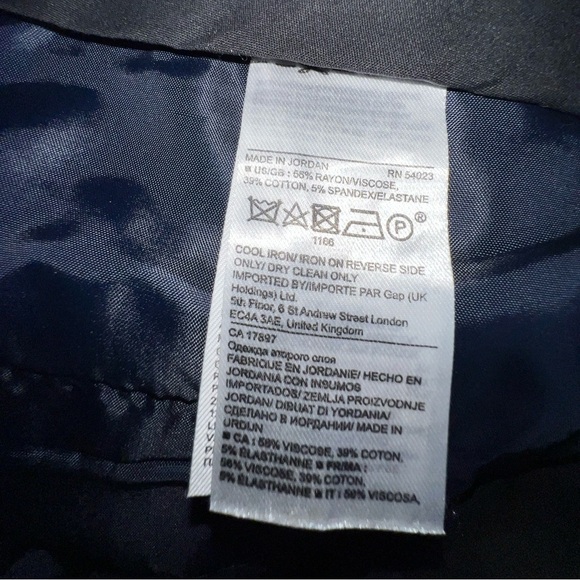 MADE IN JORDAN RN 54023
■ US/GB : 56% RAYON/VISCOSE,
39% COTTON, 5% SPANDEX/ELASTANE
P ®
1166
COOL IRON/ IRON ON REVERSE SIDE
ONLY/ DRY CLEAN ONLY
IMPORTED BY/IMPORTE PAR Gap (UK
Holdings) Ltd.
5th Floor, 6 St Andrew Street London
EC4A 3AE, United Kingdom
CA 17897
Одежда второго слоя
FABRIQUE EN JORDANIE/ HECHO EN
JORDANIA CON INSUMOS
IMPORTADOS/ ZEMLJA PROIZVODNJE
JORDAN/ DIBUAT DI YORDANIA/
СДЕЛАНО В ИОРДАНИИ/ MADE IN
URDUN
■ CA : 56% VISCOSE, 39% COTON,
5% ÉLASTHANNE ■ FR/MA :
56% VISCOSE, 39% COTON,
5% ÉLASTHANNE ■ IT : 56% VISCOSA,